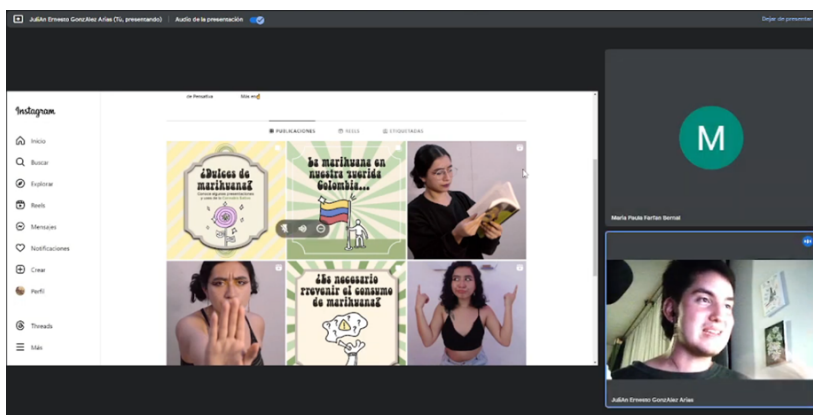 JuliAn Ernesto GonzAlez Arias (Tú, presentando) Audio de la presentación
Dejar de presentar
Instagram
Inicio
Buscar
Explorar
Reels
Mensajes
Notificaciones
Crear
Perfil
Threads
Más
PUBLICACIONES REELS ETIQUETADAS
¿Dulces de
marihuana?
La marihuana en
nuestra querida
Colombia...
¿Es necesario
prevenir el consumo
de marihuana?
M
Maria Paula Farfan Bernal
JuliAn Ernesto GonzAlez Arias